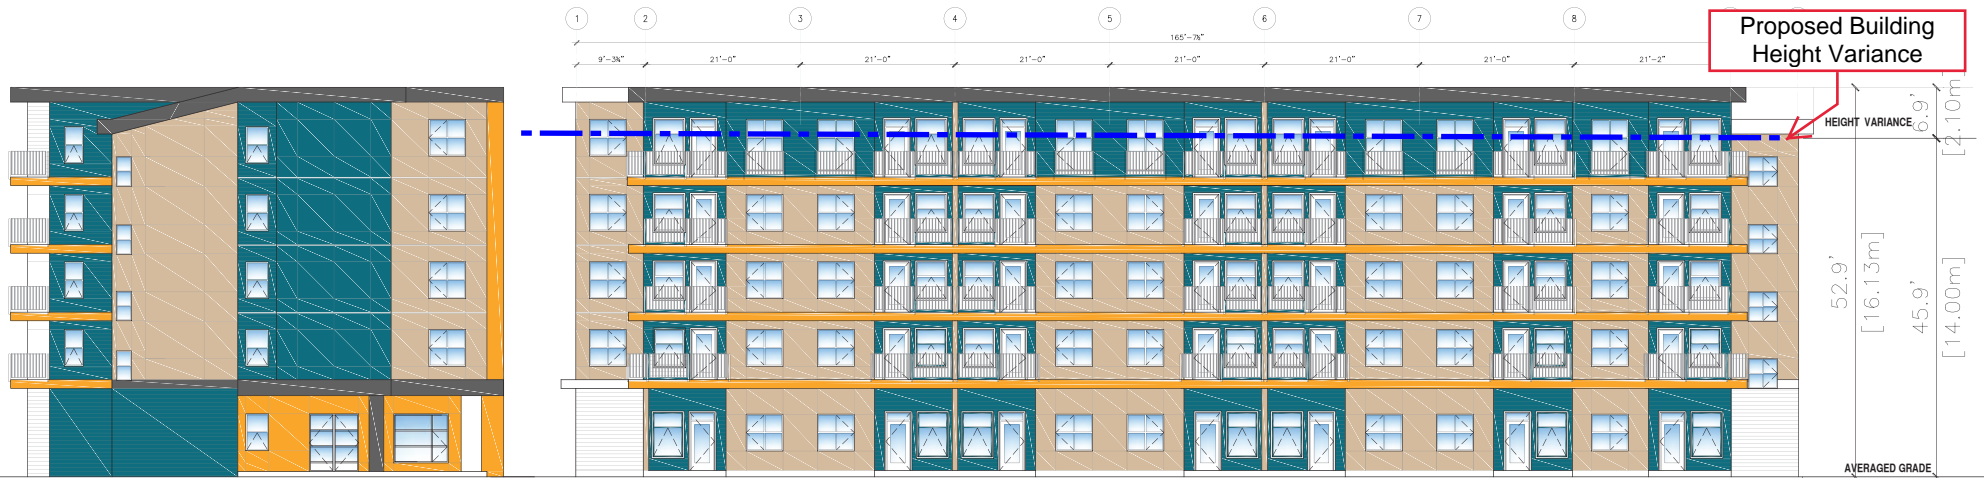 1 2 3 4 5 6 7 8
Proposed Building
Height Variance
165'-7⅞"
9'-3¾" 21'-0" 21'-0" 21'-0" 21'-0" 21'-0" 21'-0" 21'-2"
HEIGHT VARIANCE
6.9'
[2.10m]
52.9'
[16.13m]
45.9'
[14.00m]
AVERAGED GRADE